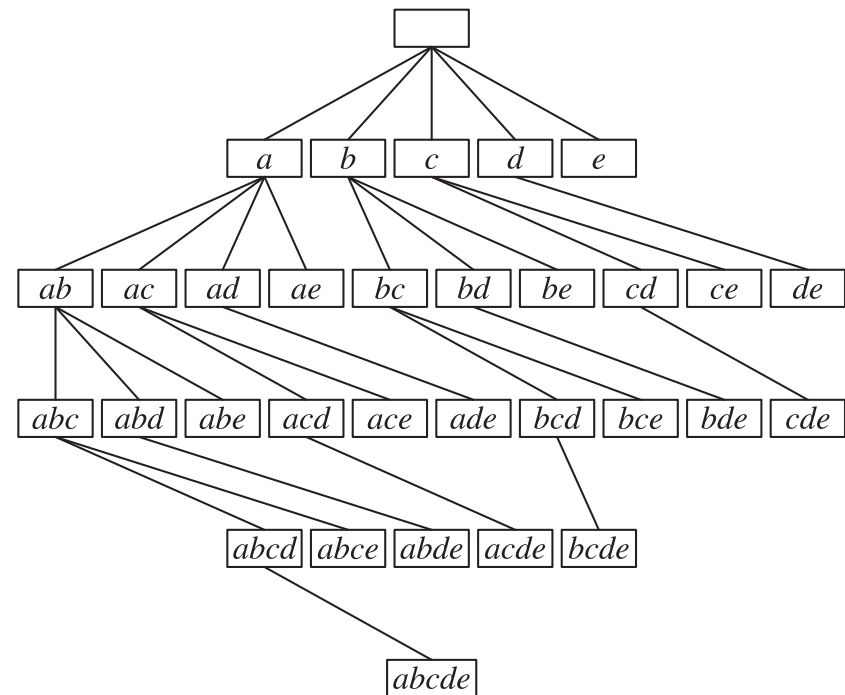 a b c d e
ab ac ad ae bc bd be cd ce de
abc abd abe acd ace ade bcd bce bde cde
abcd abce abde acde bcde
abcde